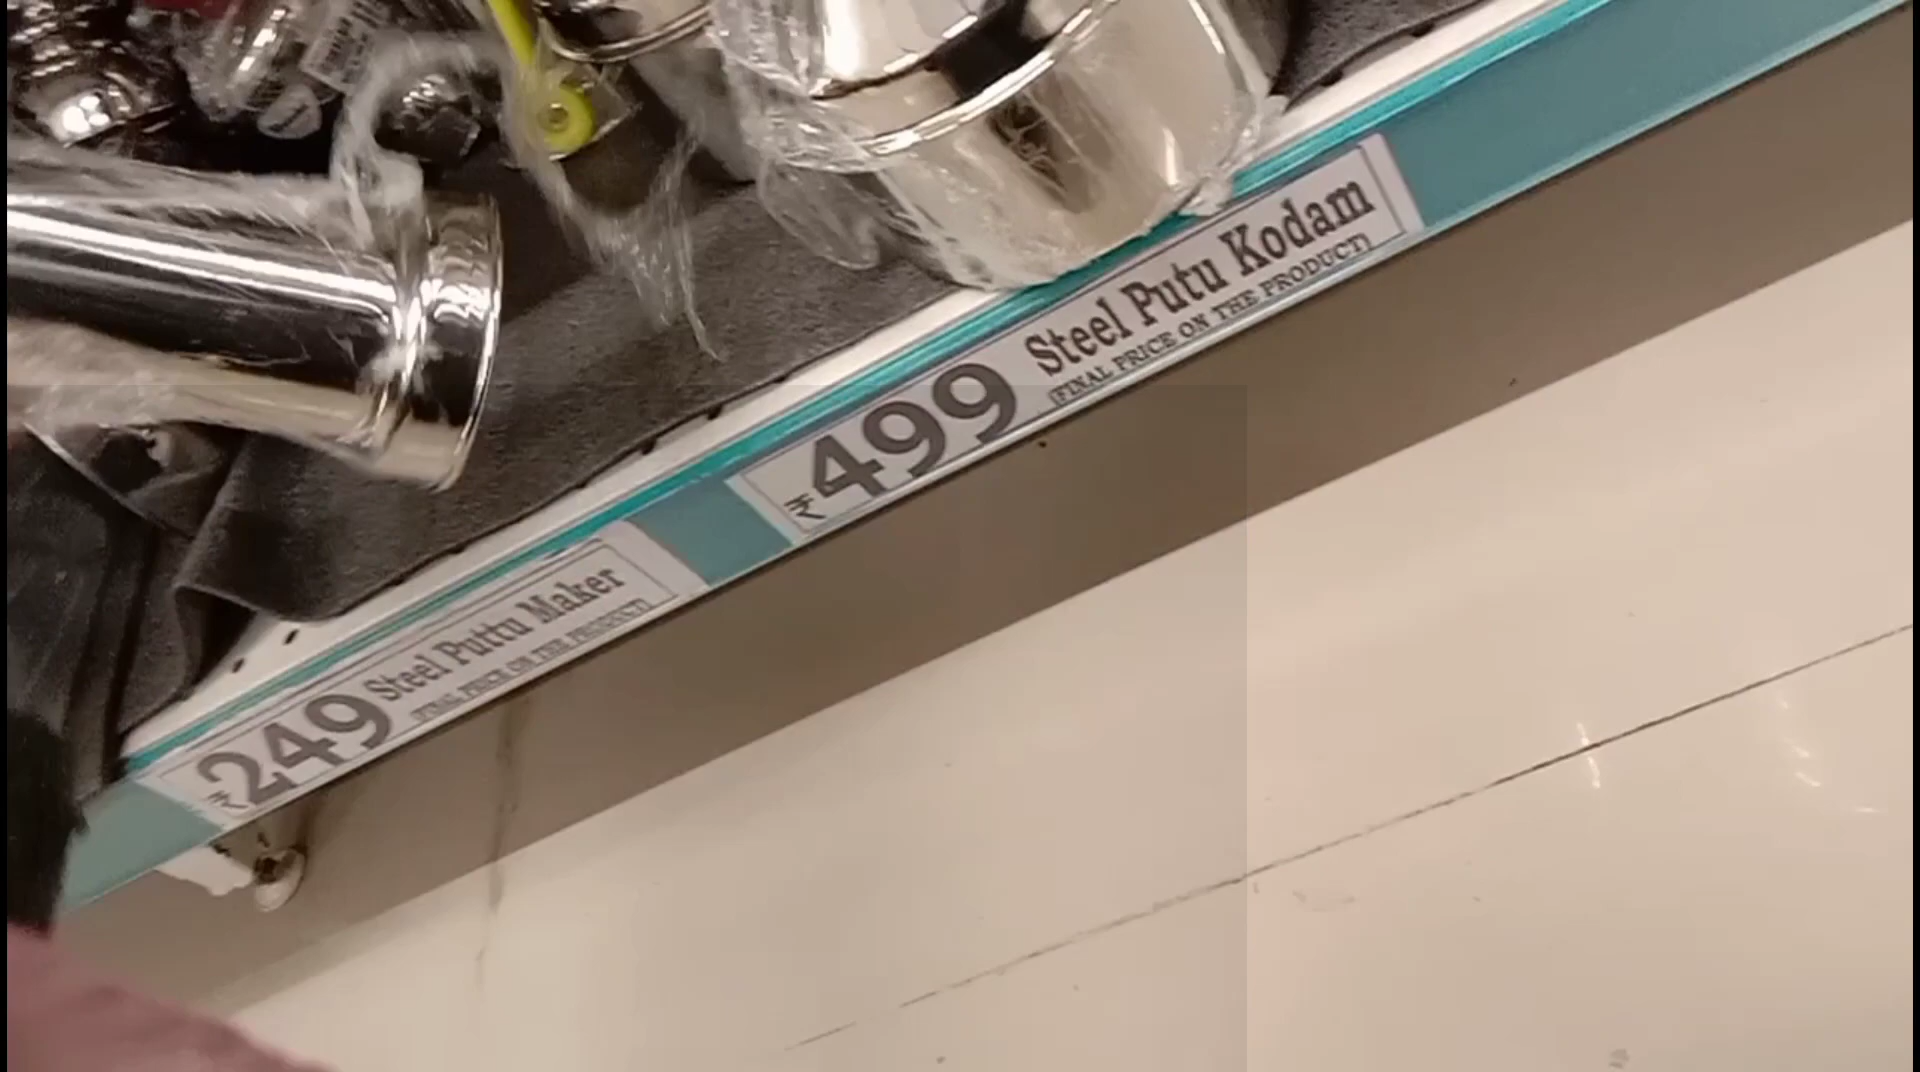 ₹499 Steel Putu Kodam
(FINAL PRICE ON THE PRODUCT)
₹249 Steel Puttu Maker
(FINAL PRICE ON THE PRODUCT)